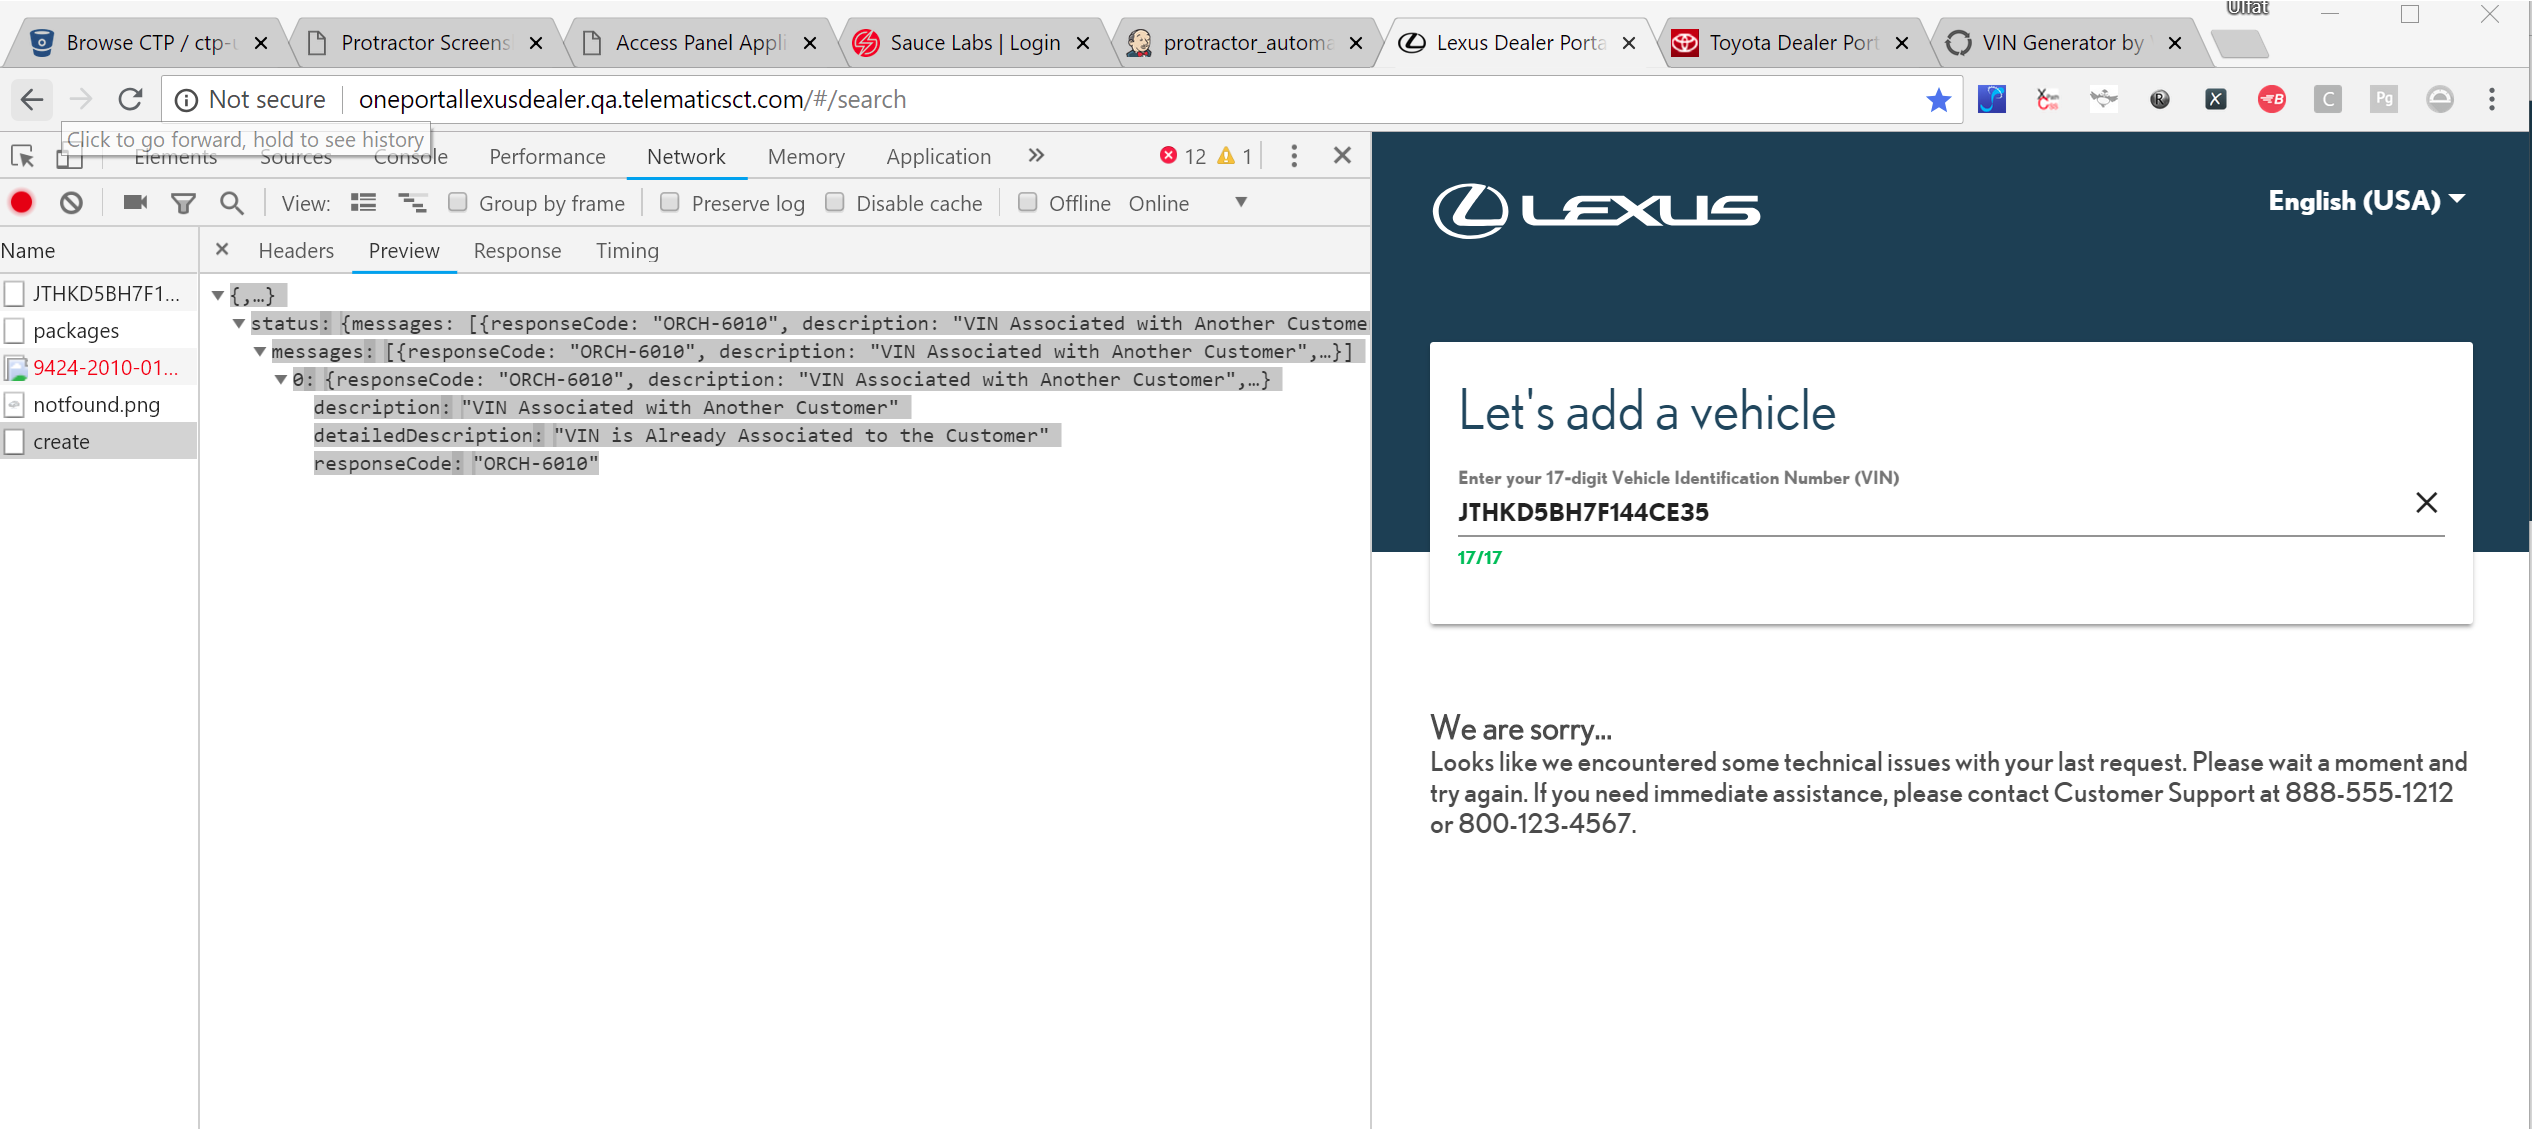 Ulfat
Browse CTP / ctp-u
Protractor Screens
Access Panel Appli
Sauce Labs | Login
protractor_automa
Lexus Dealer Porta
Toyota Dealer Port
VIN Generator by
Not secure
oneportallexusdealer.qa.telematicsct.com/#/search
Click to go forward, hold to see history
Elements Sources Console Performance Network Memory Application » 12 1
View: Group by frame Preserve log Disable cache Offline Online
Name
Headers Preview Response Timing
JTHKD5BH7F1...
packages
9424-2010-01...
notfound.png
create
{,…}
status: {messages: [{responseCode: "ORCH-6010", description: "VIN Associated with Another Custome
messages: [{responseCode: "ORCH-6010", description: "VIN Associated with Another Customer",…}]
0: {responseCode: "ORCH-6010", description: "VIN Associated with Another Customer",…}
description: "VIN Associated with Another Customer"
detailedDescription: "VIN is Already Associated to the Customer"
responseCode: "ORCH-6010"
LEXUS
English (USA)
Let's add a vehicle
Enter your 17-digit Vehicle Identification Number (VIN)
JTHKD5BH7F144CE35
17/17
We are sorry...
Looks like we encountered some technical issues with your last request. Please wait a moment and
try again. If you need immediate assistance, please contact Customer Support at 888-555-1212
or 800-123-4567.